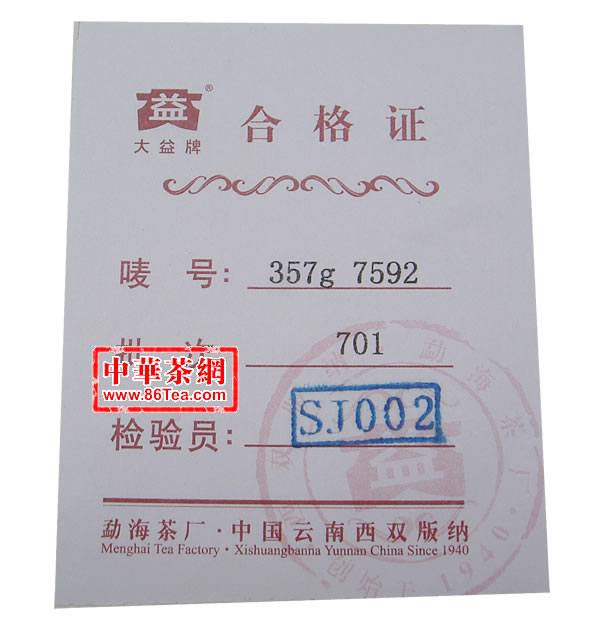 益®
大益牌
合格证
唛 号: 357g 7592
701
中華茶網
www.86Tea.com
检验员: SJ002
勐海茶厂·中国云南西双版纳
Menghai Tea Factory · Xishuangbanna Yunnan China Since 1940